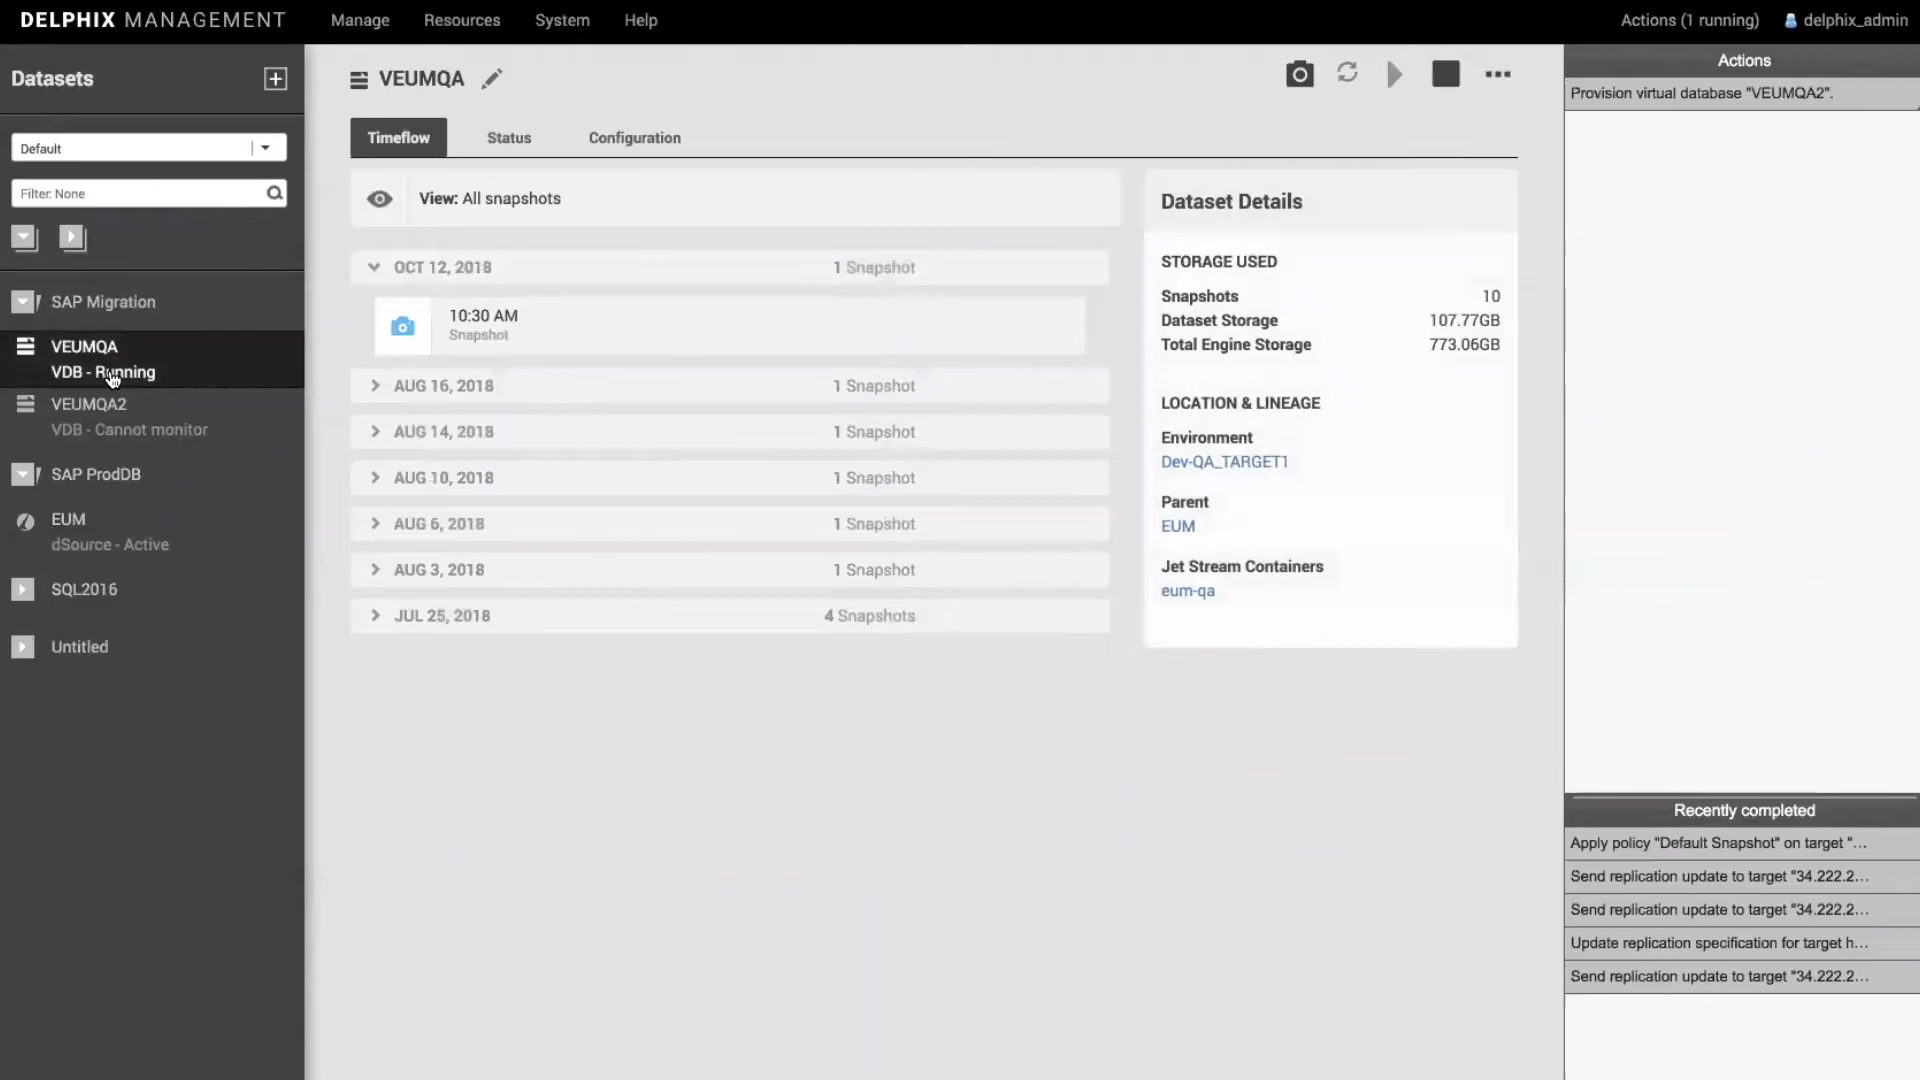 DELPHIX MANAGEMENT
Manage
Resources
System
Help
Actions (1 running)
delphix_admin
Datasets
Default
Filter: None
SAP Migration
VEUMQA
VDB - Running
VEUMQA2
VDB - Cannot monitor
SAP ProdDB
EUM
dSource - Active
SQL2016
Untitled
VEUMQA
Timeflow
Status
Configuration
View: All snapshots
OCT 12, 2018 1 Snapshot
10:30 AM
Snapshot
AUG 16, 2018 1 Snapshot
AUG 14, 2018 1 Snapshot
AUG 10, 2018 1 Snapshot
AUG 6, 2018 1 Snapshot
AUG 3, 2018 1 Snapshot
JUL 25, 2018 4 Snapshots
Dataset Details
STORAGE USED
Snapshots 10
Dataset Storage 107.77GB
Total Engine Storage 773.06GB
LOCATION & LINEAGE
Environment
Dev-QA_TARGET1
Parent
EUM
Jet Stream Containers
eum-qa
Actions
Provision virtual database "VEUMQA2".
Recently completed
Apply policy "Default Snapshot" on target "...
Send replication update to target "34.222.2...
Send replication update to target "34.222.2...
Update replication specification for target h...
Send replication update to target "34.222.2...